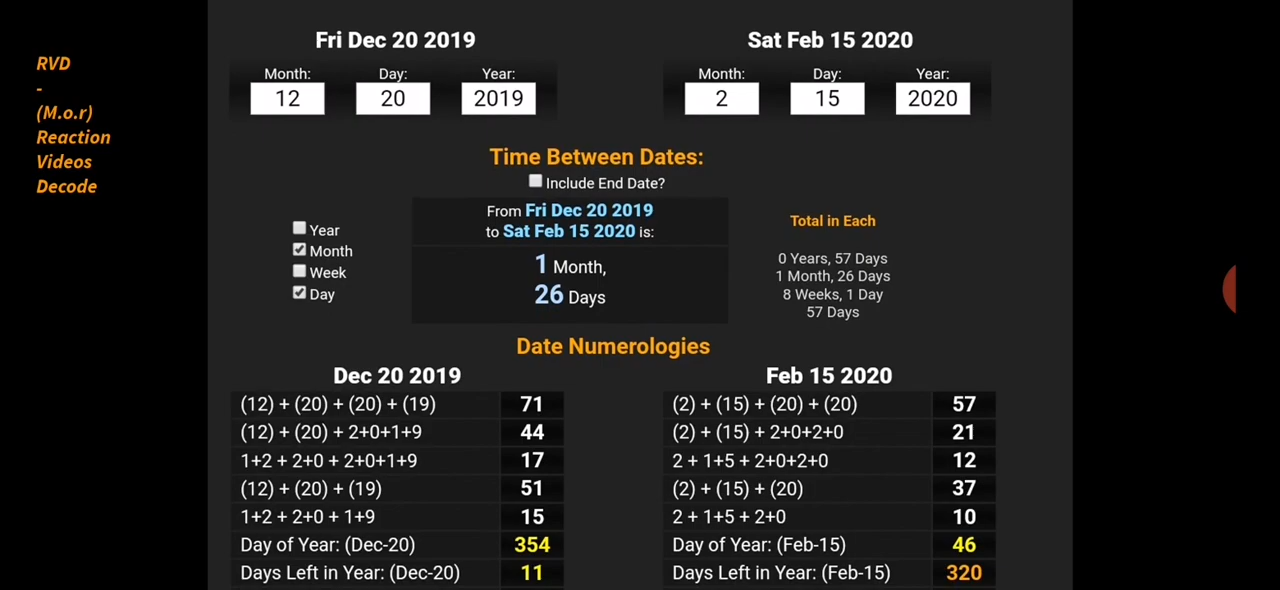 RVD
-
(M.o.r)
Reaction
Videos
Decode
Fri Dec 20 2019
Month: Day: Year:
12 20 2019
Sat Feb 15 2020
Month: Day: Year:
2 15 2020
Time Between Dates:
Include End Date?
Year
Month
Week
Day
From Fri Dec 20 2019
to Sat Feb 15 2020 is:
1 Month,
26 Days
Total in Each
0 Years, 57 Days
1 Month, 26 Days
8 Weeks, 1 Day
57 Days
Date Numerologies
Dec 20 2019
(12) + (20) + (20) + (19) 71
(12) + (20) + 2+0+1+9 44
1+2 + 2+0 + 2+0+1+9 17
(12) + (20) + (19) 51
1+2 + 2+0 + 1+9 15
Day of Year: (Dec-20) 354
Days Left in Year: (Dec-20) 11
Feb 15 2020
(2) + (15) + (20) + (20) 57
(2) + (15) + 2+0+2+0 21
2 + 1+5 + 2+0+2+0 12
(2) + (15) + (20) 37
2 + 1+5 + 2+0 10
Day of Year: (Feb-15) 46
Days Left in Year: (Feb-15) 320